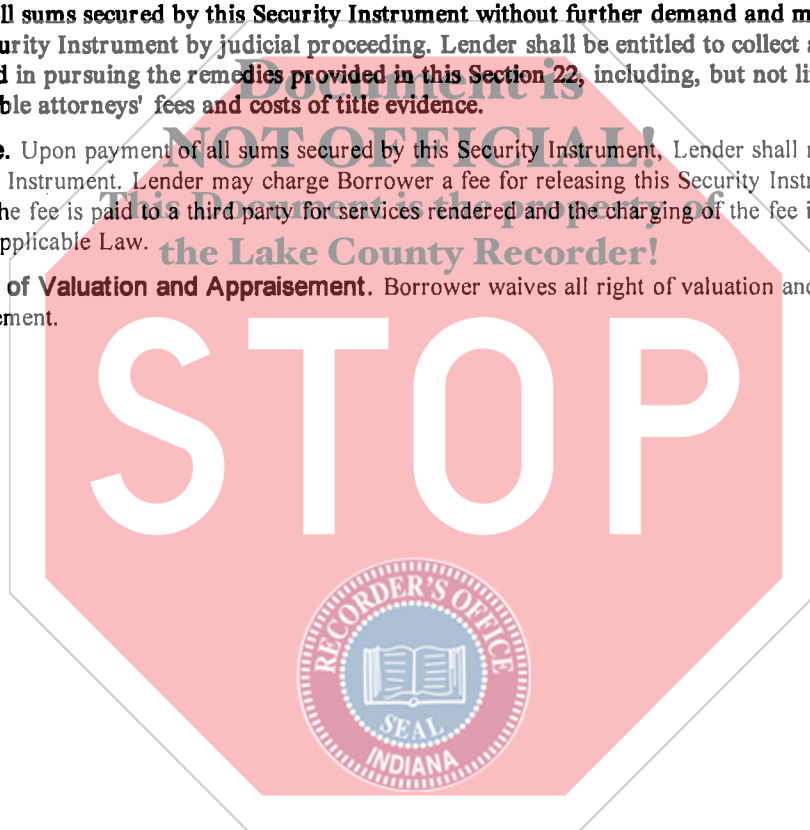 ll sums secured by this Security Instrument without further demand and m
urity Instrument by judicial proceeding. Lender shall be entitled to collect a
d in pursuing the remedies provided in this Section 22, including, but not li
ble attorneys' fees and costs of title evidence.
Document is
NOT OFFICIAL!
This Document is the property of
the Lake County Recorder!
e. Upon payment of all sums secured by this Security Instrument, Lender shall r
Instrument. Lender may charge Borrower a fee for releasing this Security Instr
he fee is paid to a third party for services rendered and the charging of the fee i
pplicable Law.
of Valuation and Appraisement. Borrower waives all right of valuation and
ement.
STOP
RECORDER'S OFFICE
SEAL
INDIANA